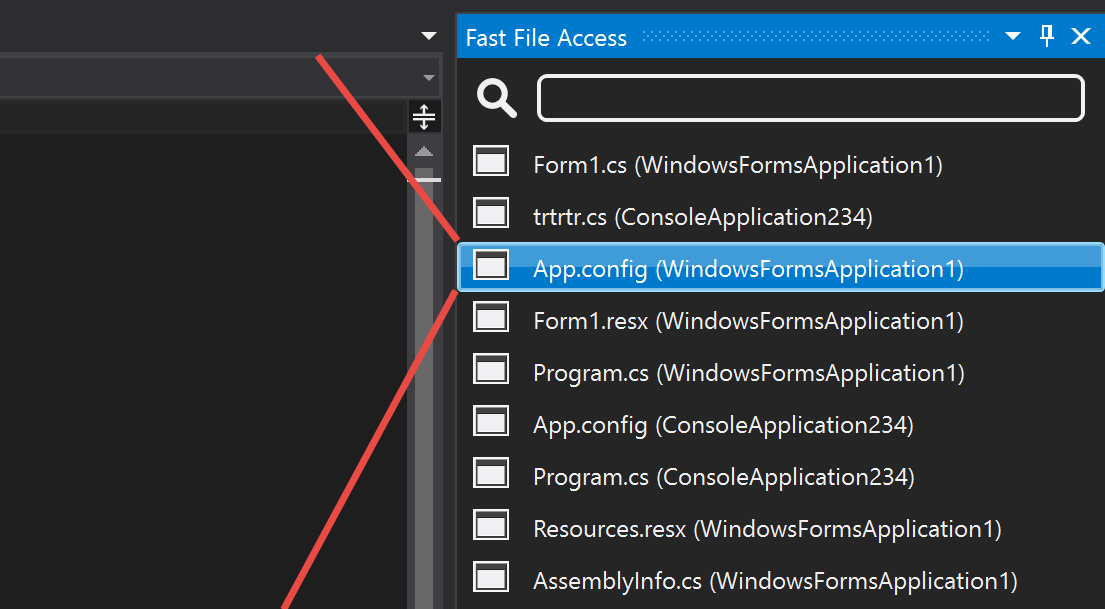 Fast File Access
Form1.cs (WindowsFormsApplication1)
trtrtr.cs (ConsoleApplication234)
App.config (WindowsFormsApplication1)
Form1.resx (WindowsFormsApplication1)
Program.cs (WindowsFormsApplication1)
App.config (ConsoleApplication234)
Program.cs (ConsoleApplication234)
Resources.resx (WindowsFormsApplication1)
AssemblyInfo.cs (WindowsFormsApplication1)